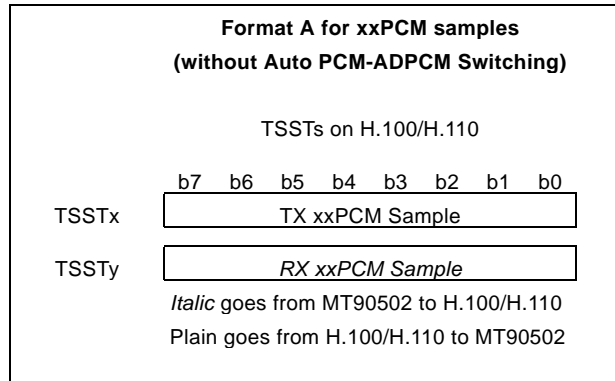 Format A for xxPCM samples
(without Auto PCM-ADPCM Switching)
TSSTs on H.100/H.110
b7 b6 b5 b4 b3 b2 b1 b0
TSSTx TX xxPCM Sample
TSSTy RX xxPCM Sample
Italic goes from MT90502 to H.100/H.110
Plain goes from H.100/H.110 to MT90502